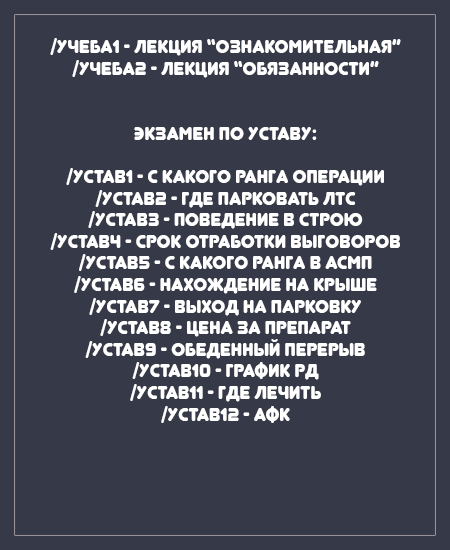 /УЧЕБА1 - ЛЕКЦИЯ "ОЗНАКОМИТЕЛЬНАЯ"
/УЧЕБА2 - ЛЕКЦИЯ "ОБЯЗАННОСТИ"
ЭКЗАМЕН ПО УСТАВУ:
/УСТАВ1 - С КАКОГО РАНГА ОПЕРАЦИИ
/УСТАВ2 - ГДЕ ПАРКОВАТЬ ЛТС
/УСТАВ3 - ПОВЕДЕНИЕ В СТРОЮ
/УСТАВ4 - СРОК ОТРАБОТКИ ВЫГОВОРОВ
/УСТАВ5 - С КАКОГО РАНГА В АСМП
/УСТАВ6 - НАХОЖДЕНИЕ НА КРЫШЕ
/УСТАВ7 - ВЫХОД НА ПАРКОВКУ
/УСТАВ8 - ЦЕНА ЗА ПРЕПАРАТ
/УСТАВ9 - ОБЕДЕННЫЙ ПЕРЕРЫВ
/УСТАВ10 - ГРАФИК РД
/УСТАВ11 - ГДЕ ЛЕЧИТЬ
/УСТАВ12 - АФК